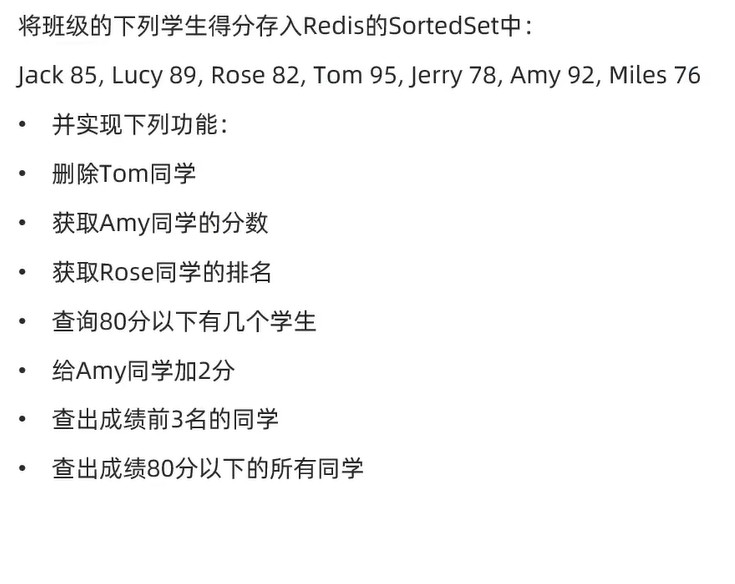 将班级的下列学生得分存入Redis的SortedSet中：
Jack 85, Lucy 89, Rose 82, Tom 95, Jerry 78, Amy 92, Miles 76
• 并实现下列功能：
• 删除Tom同学
• 获取Amy同学的分数
• 获取Rose同学的排名
• 查询80分以下有几个学生
• 给Amy同学加2分
• 查出成绩前3名的同学
• 查出成绩80分以下的所有同学